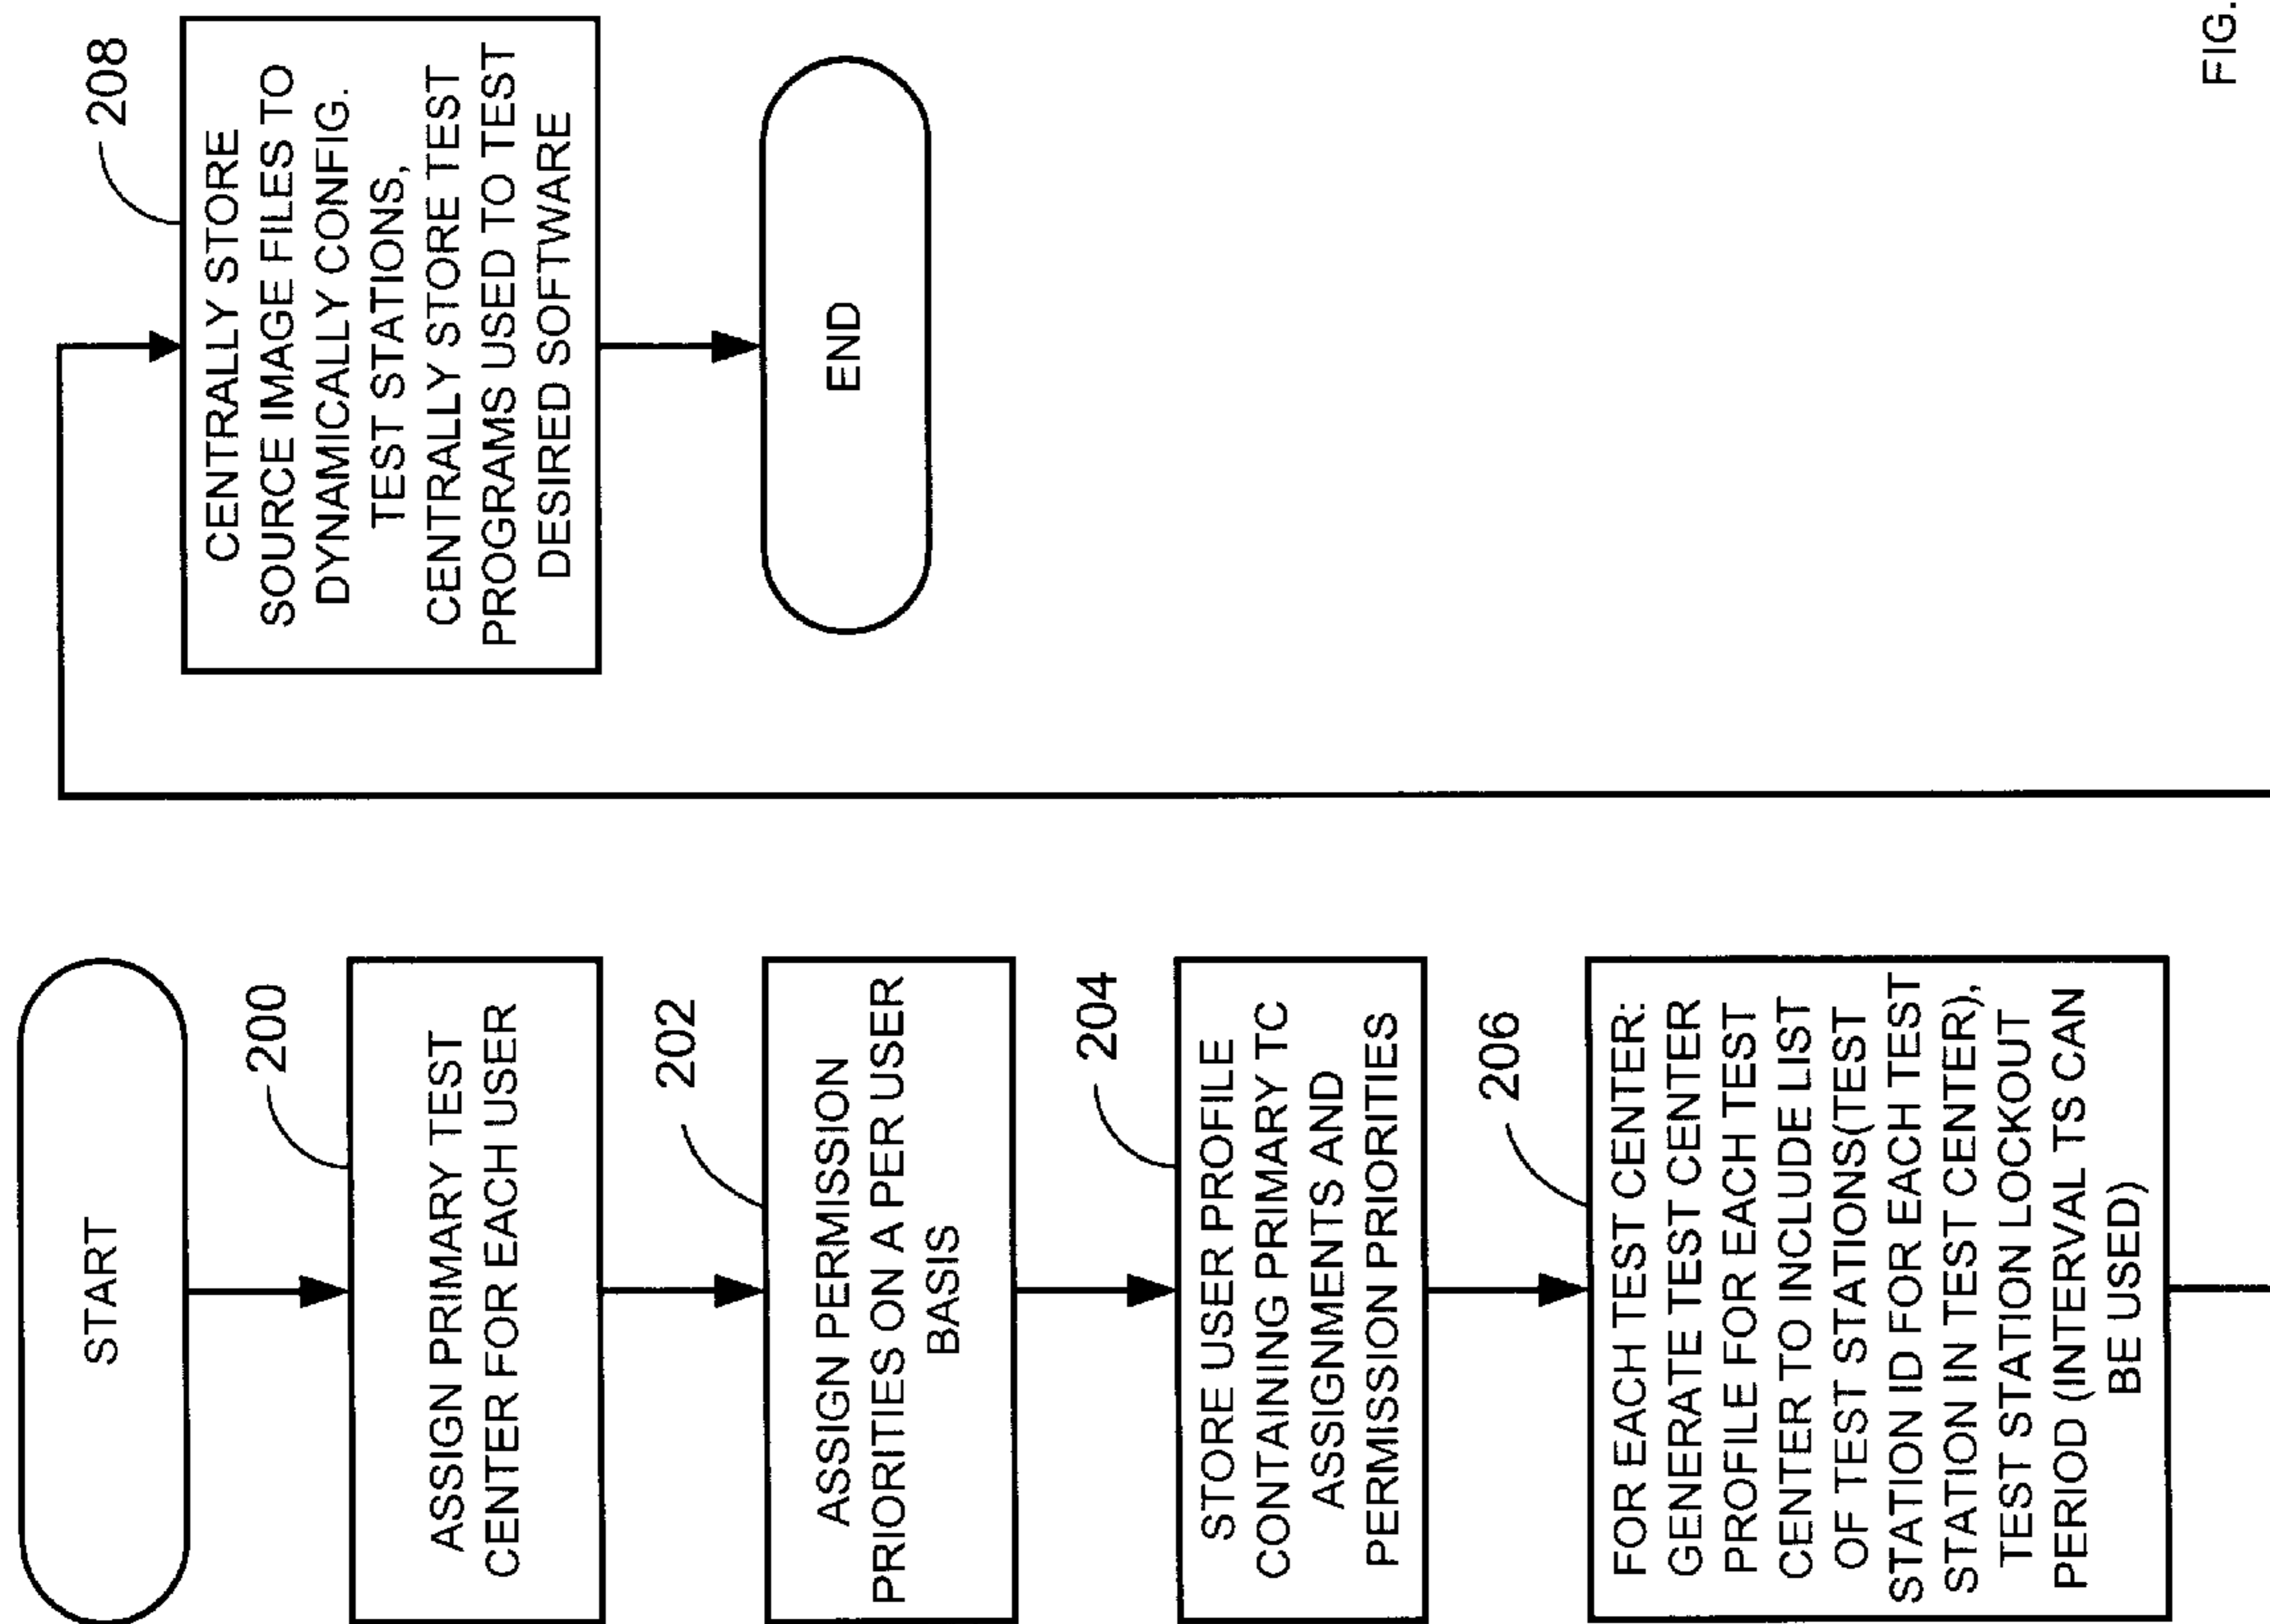 START
200
ASSIGN PRIMARY TEST
CENTER FOR EACH USER
202
ASSIGN PERMISSION
PRIORITIES ON A PER USER
BASIS
204
STORE USER PROFILE
CONTAINING PRIMARY TC
ASSIGNMENTS AND
PERMISSION PRIORITIES
206
FOR EACH TEST CENTER:
GENERATE TEST CENTER
PROFILE FOR EACH TEST
CENTER TO INCLUDE LIST
OF TEST STATIONS(TEST
STATION ID FOR EACH TEST
STATION IN TEST CENTER),
TEST STATION LOCKOUT
PERIOD (INTERVAL TS CAN
BE USED)
208
CENTRALLY STORE
SOURCE IMAGE FILES TO
DYNAMICALLY CONFIG.
TEST STATIONS,
CENTRALLY STORE TEST
PROGRAMS USED TO TEST
DESIRED SOFTWARE
END
FIG.